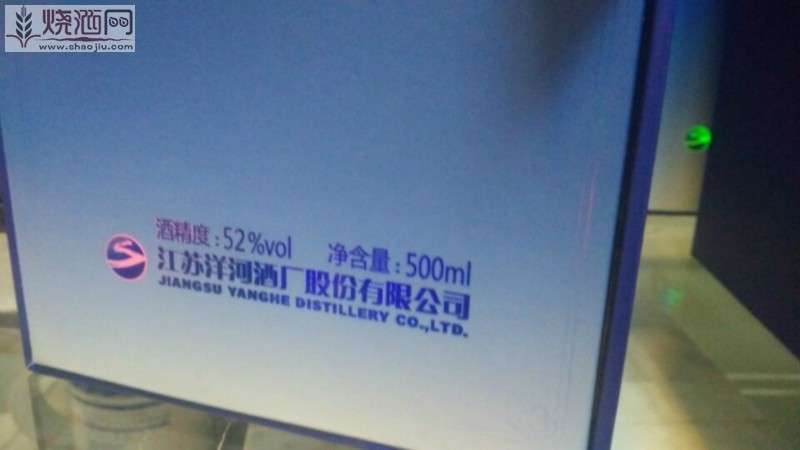 烧酒网
www.shaojiu.com
酒精度：52%vol 净含量：500ml
江苏洋河酒厂股份有限公司
JIANGSU YANGHE DISTILLERY CO.,LTD.